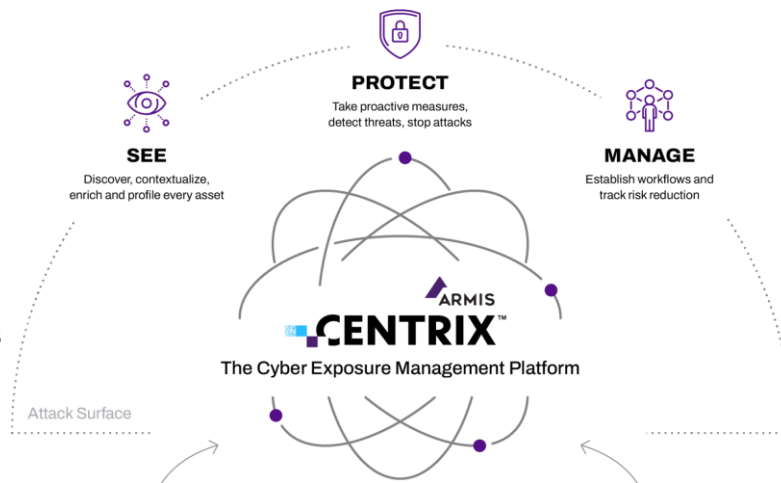 PROTECT
Take proactive measures,
detect threats, stop attacks
SEE
Discover, contextualize,
enrich and profile every asset
MANAGE
Establish workflows and
track risk reduction
ARMIS
CENTRIX™
The Cyber Exposure Management Platform
Attack Surface